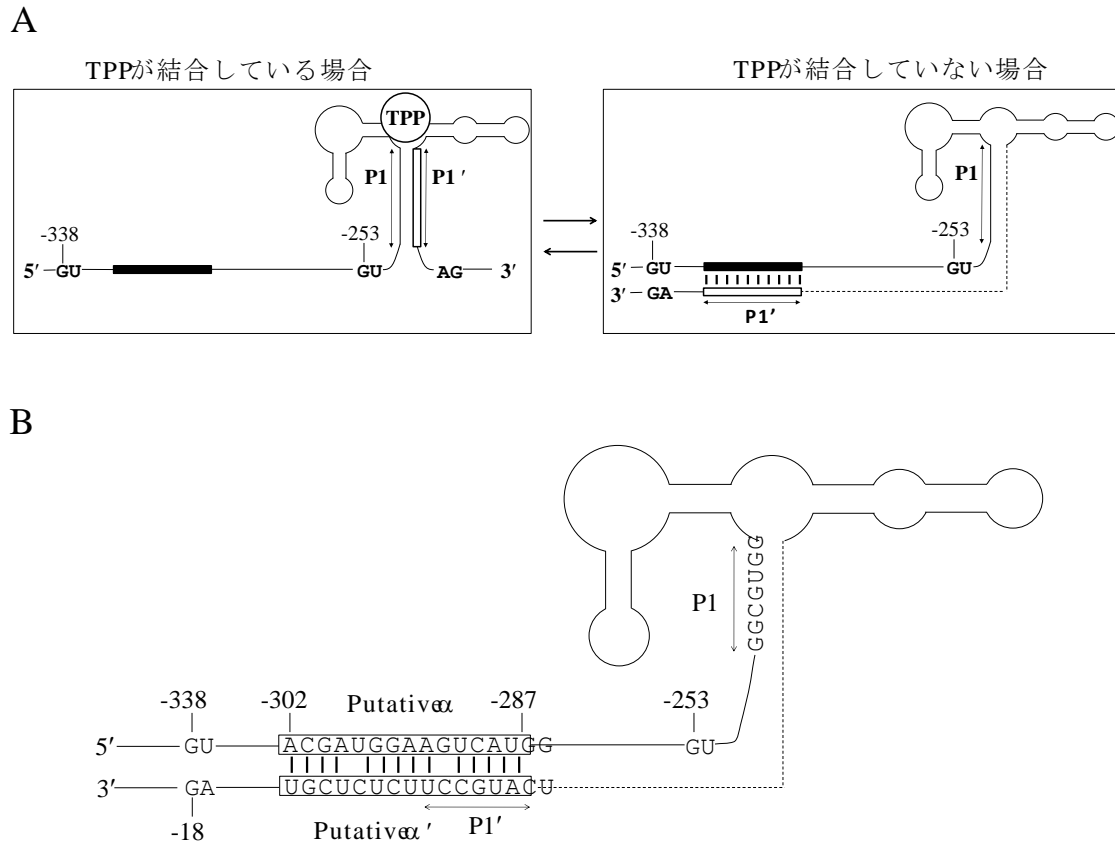 A
TPPが結合している場合
TPP
P1
P1′
-338
-253
5′
GU
GU
AG
3′
TPPが結合していない場合
P1
-338
-253
5′
GU
GU
3′
GA
P1′
B
GGCGUGG
P1
-338
-302
Putativeα
-287
-253
5′
GU
ACGAUGGAAGUCAUGG
GU
3′
GA
UGCUCUCUUCCGUACU
-18
Putativeα′
P1′